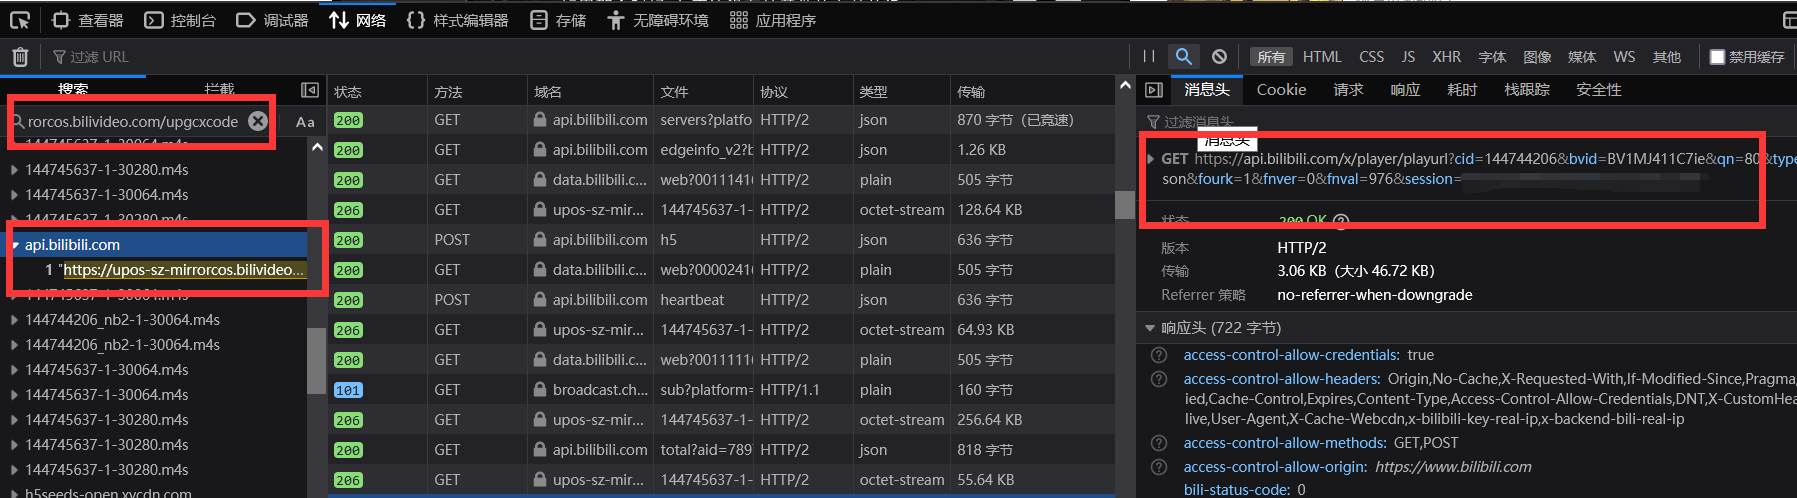 查看器 控制台 调试器 网络 样式编辑器 存储 无障碍环境 应用程序
过滤 URL
所有 HTML CSS JS XHR 字体 图像 媒体 WS 其他 禁用缓存
搜索 拦截
rorcos.bilivideo.com/upgcxcode Aa
144745637-1-30064.m4s
144745637-1-30280.m4s
144745637-1-30064.m4s
144745637-1-30280.m4s
api.bilibili.com
1 "https://upos-sz-mirrorcos.bilivideo...
144745637-1-30064.m4s
144744206_nb2-1-30064.m4s
144744206_nb2-1-30064.m4s
144745637-1-30064.m4s
144745637-1-30064.m4s
144745637-1-30280.m4s
144745637-1-30280.m4s
144745637-1-30280.m4s
h5seeds-open.xycdn.com
状态 方法 域名 文件 协议 类型 传输
200 GET api.bilibili.com servers?platfo HTTP/2 json 870 字节（已竞速）
200 GET api.bilibili.com edgeinfo_v2?b HTTP/2 json 1.26 KB
200 GET data.bilibili.c... web?00111416 HTTP/2 plain 505 字节
206 GET upos-sz-mir... 144745637-1- HTTP/2 octet-stream 128.64 KB
200 POST api.bilibili.com h5 HTTP/2 json 636 字节
200 GET data.bilibili.c... web?00002416 HTTP/2 plain 505 字节
200 POST api.bilibili.com heartbeat HTTP/2 json 636 字节
206 GET upos-sz-mir... 144745637-1- HTTP/2 octet-stream 64.93 KB
200 GET data.bilibili.c... web?00111116 HTTP/2 plain 505 字节
101 GET broadcast.ch... sub?platform= HTTP/1.1 plain 160 字节
206 GET upos-sz-mir... 144745637-1- HTTP/2 octet-stream 256.64 KB
200 GET api.bilibili.com total?aid=789 HTTP/2 json 818 字节
206 GET upos-sz-mir... 144745637-1- HTTP/2 octet-stream 55.64 KB
消息头 Cookie 请求 响应 耗时 栈跟踪 安全性
过滤消息头
消息头
GET https://api.bilibili.com/x/player/playurl?cid=144744206&bvid=BV1MJ411C7ie&qn=80&type
son&fourk=1&fnver=0&fnval=976&session=
状态 200 OK
版本 HTTP/2
传输 3.06 KB（大小 46.72 KB）
Referrer 策略 no-referrer-when-downgrade
响应头 (722 字节)
access-control-allow-credentials: true
access-control-allow-headers: Origin,No-Cache,X-Requested-With,If-Modified-Since,Pragma,
ied,Cache-Control,Expires,Content-Type,Access-Control-Allow-Credentials,DNT,X-CustomHea
live,User-Agent,X-Cache-Webcdn,x-bilibili-key-real-ip,x-backend-bili-real-ip
access-control-allow-methods: GET,POST
access-control-allow-origin: https://www.bilibili.com
bili-status-code: 0